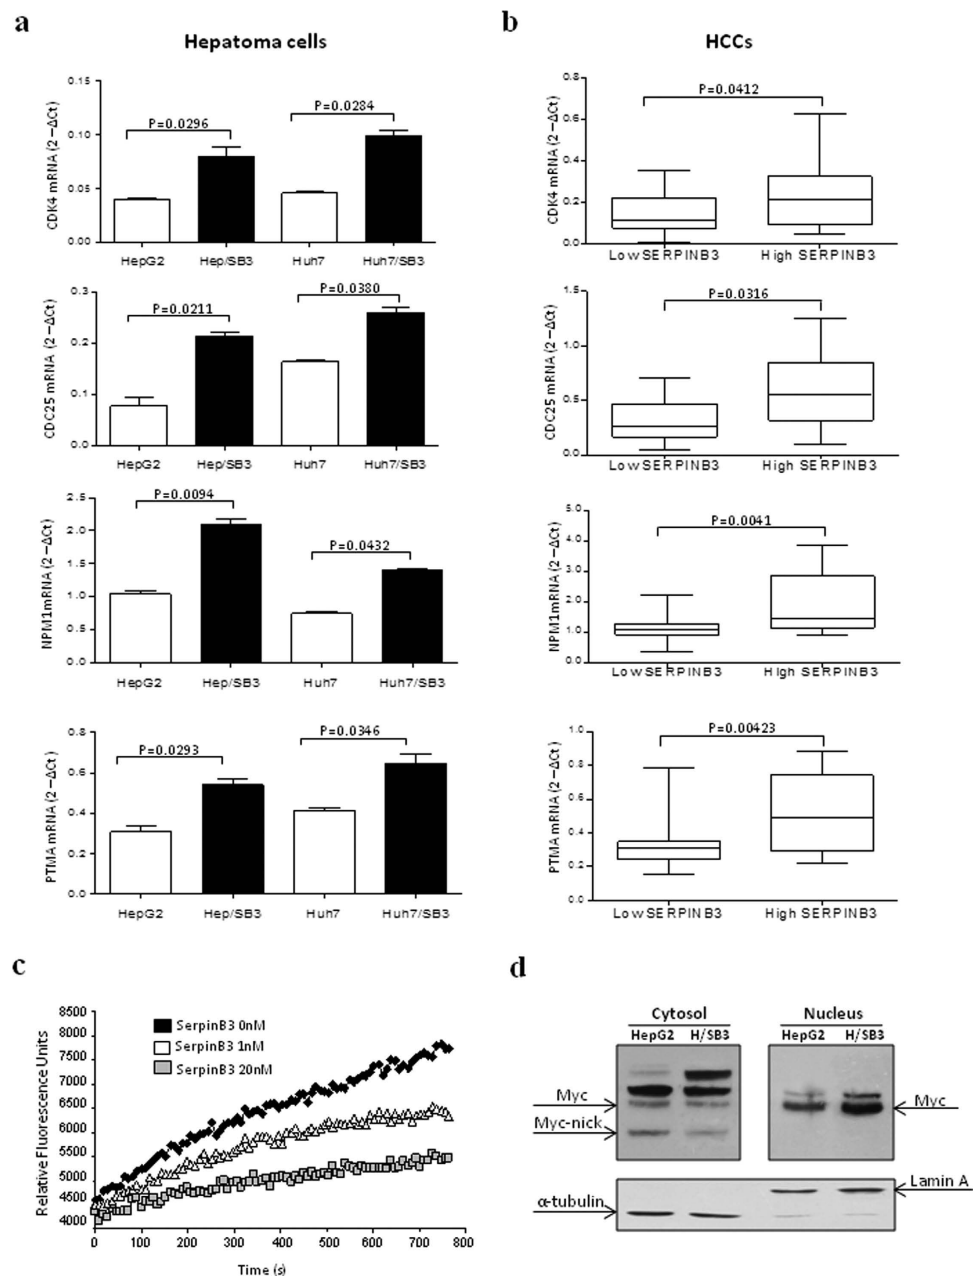 a
Hepatoma cells
CDK4 mRNA (2−ΔCt)
0.15
0.10
0.05
0.00
P=0.0296
P=0.0284
HepG2 Hep/SB3 Huh7 Huh7/SB3
CDC25 mRNA (2−ΔCt)
0.3
0.2
0.1
0.0
P=0.0211
P=0.0380
HepG2 Hep/SB3 Huh7 Huh7/SB3
NPM1mRNA (2−ΔCt)
2.5
2.0
1.5
1.0
0.5
0.0
P=0.0094
P=0.0432
HepG2 Hep/SB3 Huh7 Huh7/SB3
PTMA mRNA (2−ΔCt)
0.8
0.6
0.4
0.2
0.0
P=0.0293
P=0.0346
HepG2 Hep/SB3 Huh7 Huh7/SB3
b
HCCs
CDK4 mRNA (2−ΔCt)
0.8
0.6
0.4
0.2
0.0
P=0.0412
Low SERPINB3 High SERPINB3
CDC25 mRNA (2−ΔCt)
1.5
1.0
0.5
0.0
P=0.0316
Low SERPINB3 High SERPINB3
NPM1mRNA (2−ΔCt)
5.0
4.0
3.0
2.0
1.0
0.0
P=0.0041
Low SERPINB3 High SERPINB3
PTMA mRNA (2−ΔCt)
1.0
0.8
0.6
0.4
0.2
0.0
P=0.00423
Low SERPINB3 High SERPINB3
c
Relative Fluorescence Units
8500
8000
7500
7000
6500
6000
5500
5000
4500
4000
SerpinB3 0nM
SerpinB3 1nM
SerpinB3 20nM
0 100 200 300 400 500 600 700 800
Time (s)
d
Cytosol
HepG2 H/SB3
Nucleus
HepG2 H/SB3
Myc
Myc-nick
Myc
Lamin A
α-tubulin